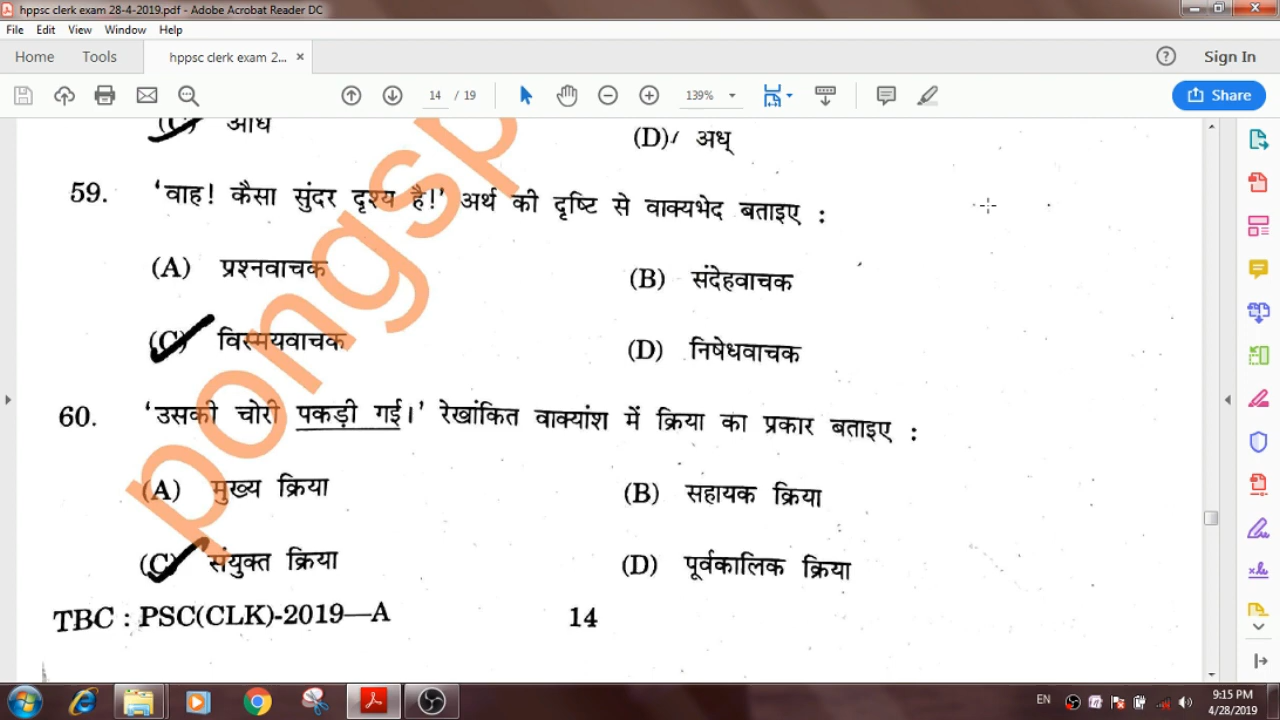 hppsc clerk exam 28-4-2019.pdf - Adobe Acrobat Reader DC
File Edit View Window Help
Home Tools hppsc clerk exam 2... × Sign In
14 / 19 139% Share
(C) आध (D) अध्
59. 'वाह! कैसा सुंदर दृश्य है!' अर्थ की दृष्टि से वाक्यभेद बताइए :
(A) प्रश्नवाचक (B) संदेहवाचक
(C) विस्मयवाचक (D) निषेधवाचक
60. 'उसकी चोरी पकड़ी गई।' रेखांकित वाक्यांश में क्रिया का प्रकार बताइए :
(A) मुख्य क्रिया (B) सहायक क्रिया
(C) संयुक्त क्रिया (D) पूर्वकालिक क्रिया
TBC : PSC(CLK)-2019—A 14
pongsp
EN 9:15 PM
4/28/2019